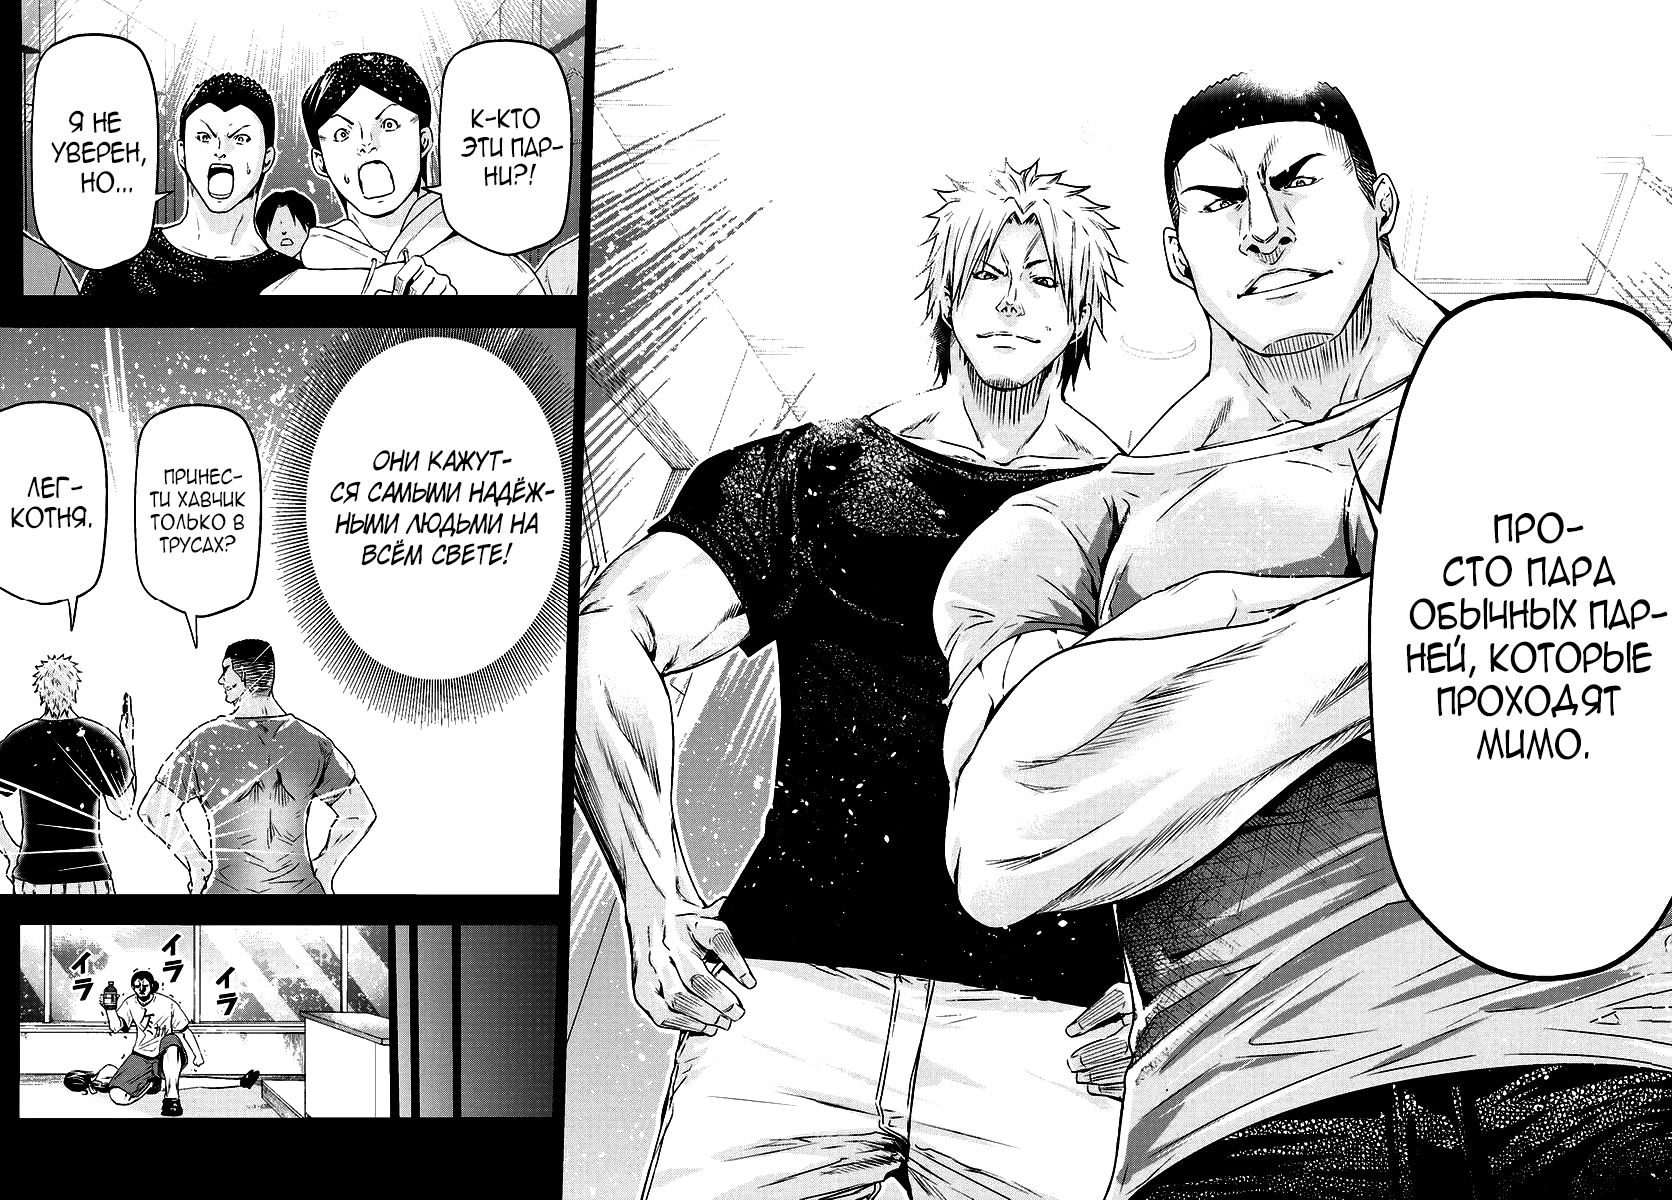 ПРО-
СТО ПАРА
ОБЫЧНЫХ ПАР-
НЕЙ, КОТОРЫЕ
ПРОХОДЯТ
МИМО.
К-КТО
ЭТИ ПАР-
НИ?!
Я НЕ
УВЕРЕН,
НО...
ОНИ КАЖУТ-
СЯ САМЫМИ НАДЁЖ-
НЫМИ ЛЮДЬМИ НА
ВСЁМ СВЕТЕ!
ПРИНЕС-
ТИ ХАВЧИК
ТОЛЬКО В
ТРУСАХ?
ЛЕГ-
КОТНЯ.
イラ
イラ
イラ